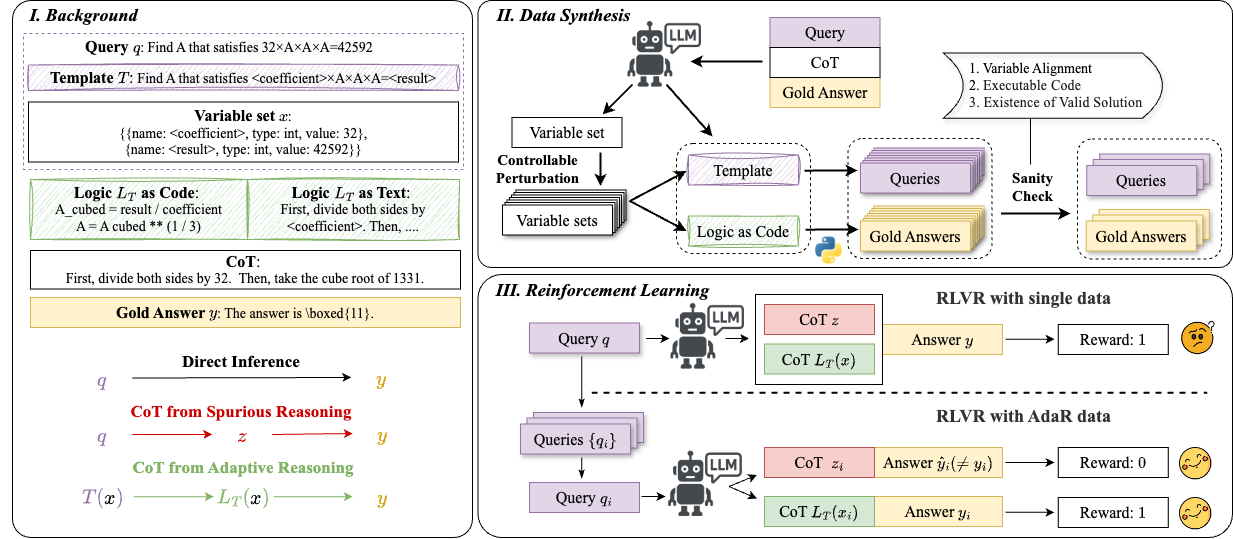 I. Background
Query q: Find A that satisfies 32×A×A×A=42592
Template T: Find A that satisfies <coefficient>×A×A×A=<result>
Variable set x:
{{name: <coefficient>, type: int, value: 32},
{name: <result>, type: int, value: 42592}}
Logic L_T as Code:
A_cubed = result / coefficient
A = A cubed ** (1 / 3)
Logic L_T as Text:
First, divide both sides by
<coefficient>. Then, ....
CoT:
First, divide both sides by 32. Then, take the cube root of 1331.
Gold Answer y: The answer is \boxed{11}.
Direct Inference
q y
CoT from Spurious Reasoning
q z y
CoT from Adaptive Reasoning
T(x) L_T(x) y
II. Data Synthesis
LLM
Query
CoT
Gold Answer
1. Variable Alignment
2. Executable Code
3. Existence of Valid Solution
Variable set
Controllable
Perturbation
Variable sets
Template
Logic as Code
Queries
Gold Answers
Sanity
Check
Queries
Gold Answers
III. Reinforcement Learning
RLVR with single data
Query q
LLM
CoT z
CoT L_T(x)
Answer y
Reward: 1
RLVR with AdaR data
Queries {q_i}
Query q_i
LLM
CoT z_i
Answer ŷ_i(≠ y_i)
Reward: 0
CoT L_T(x_i)
Answer y_i
Reward: 1